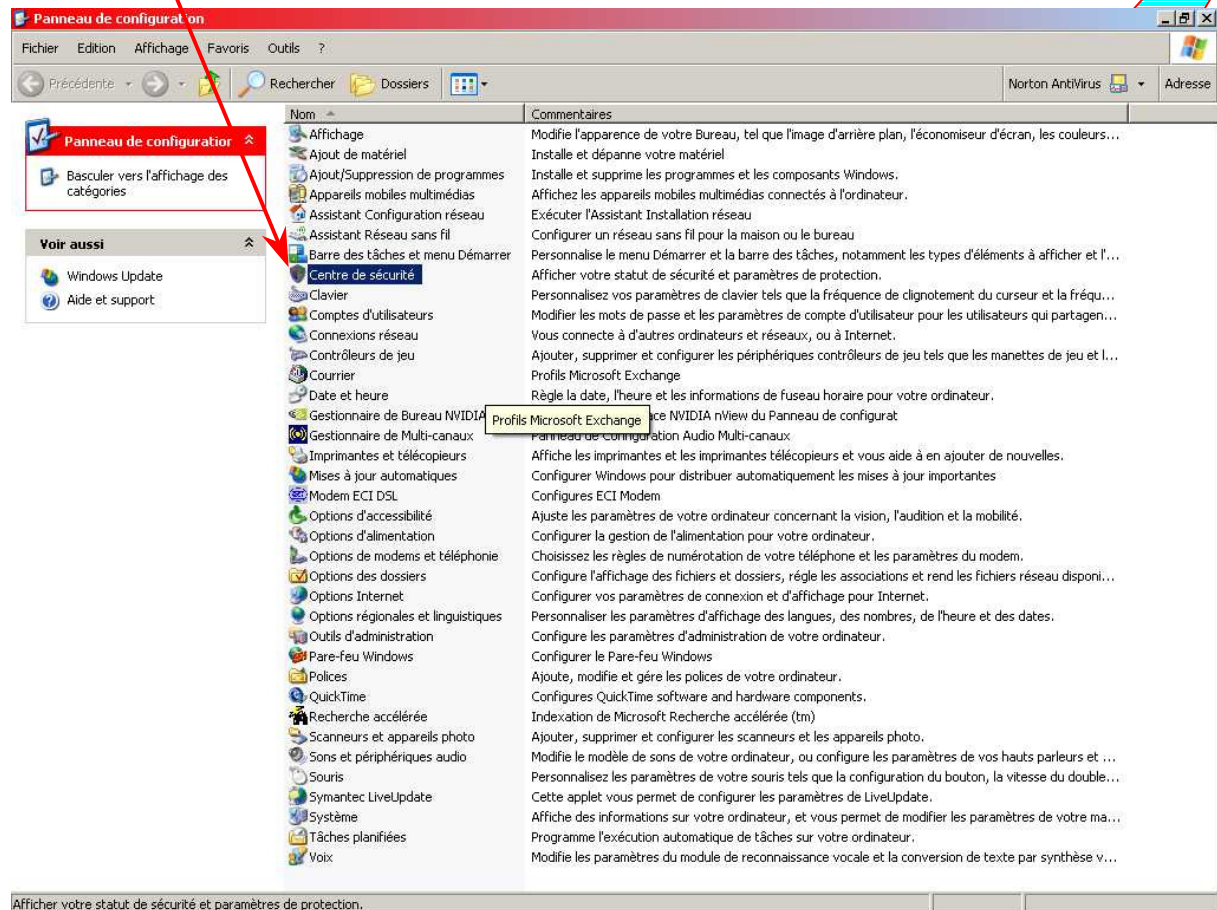 Panneau de configuration
Fichier Edition Affichage Favoris Outils ?
Précédente Rechercher Dossiers Norton AntiVirus Adresse
Panneau de configuration
Basculer vers l'affichage des
catégories
Voir aussi
Windows Update
Aide et support
Nom Commentaires
Affichage Modifie l'apparence de votre Bureau, tel que l'image d'arrière plan, l'économiseur d'écran, les couleurs...
Ajout de matériel Installe et dépanne votre matériel
Ajout/Suppression de programmes Installe et supprime les programmes et les composants Windows.
Appareils mobiles multimédias Affichez les appareils mobiles multimédias connectés à l'ordinateur.
Assistant Configuration réseau Exécuter l'Assistant Installation réseau
Assistant Réseau sans fil Configurer un réseau sans fil pour la maison ou le bureau
Barre des tâches et menu Démarrer Personnalise le menu Démarrer et la barre des tâches, notamment les types d'éléments à afficher et l'...
Centre de sécurité Afficher votre statut de sécurité et paramètres de protection.
Clavier Personnalisez vos paramètres de clavier tels que la fréquence de clignotement du curseur et la fréqu...
Comptes d'utilisateurs Modifier les mots de passe et les paramètres de compte d'utilisateur pour les utilisateurs qui partagen...
Connexions réseau Vous connecte à d'autres ordinateurs et réseaux, ou à Internet.
Contrôleurs de jeu Ajouter, supprimer et configurer les périphériques contrôleurs de jeu tels que les manettes de jeu et l...
Courrier Profils Microsoft Exchange
Date et heure Règle la date, l'heure et les informations de fuseau horaire pour votre ordinateur.
Gestionnaire de Bureau NVIDIA NVIDIA nView du Panneau de configurat
Profils Microsoft Exchange
Gestionnaire de Multi-canaux Panneau de Configuration Audio Multi-canaux
Imprimantes et télécopieurs Affiche les imprimantes et les imprimantes télécopieurs et vous aide à en ajouter de nouvelles.
Mises à jour automatiques Configurer Windows pour distribuer automatiquement les mises à jour importantes
Modem ECI DSL Configures ECI Modem
Options d'accessibilité Ajuste les paramètres de votre ordinateur concernant la vision, l'audition et la mobilité.
Options d'alimentation Configurer la gestion de l'alimentation pour votre ordinateur.
Options de modems et téléphonie Choisissez les règles de numérotation de votre téléphone et les paramètres du modem.
Options des dossiers Configure l'affichage des fichiers et dossiers, régle les associations et rend les fichiers réseau disponi...
Options Internet Configurer vos paramètres de connexion et d'affichage pour Internet.
Options régionales et linguistiques Personnaliser les paramètres d'affichage des langues, des nombres, de l'heure et des dates.
Outils d'administration Configure les paramètres d'administration de votre ordinateur.
Pare-feu Windows Configurer le Pare-feu Windows
Polices Ajoute, modifie et gére les polices de votre ordinateur.
QuickTime Configures QuickTime software and hardware components.
Recherche accélérée Indexation de Microsoft Recherche accélérée (tm)
Scanneurs et appareils photo Ajouter, supprimer et configurer les scanneurs et les appareils photo.
Sons et périphériques audio Modifie le modèle de sons de votre ordinateur, ou configure les paramètres de vos hauts parleurs et ...
Souris Personnalisez les paramètres de votre souris tels que la configuration du bouton, la vitesse du double...
Symantec LiveUpdate Cette applet vous permet de configurer les paramètres de LiveUpdate.
Système Affiche des informations sur votre ordinateur, et vous permet de modifier les paramètres de votre ma...
Tâches planifiées Programme l'exécution automatique de tâches sur votre ordinateur.
Voix Modifie les paramètres du module de reconnaissance vocale et la conversion de texte par synthèse v...
Afficher votre statut de sécurité et paramètres de protection.